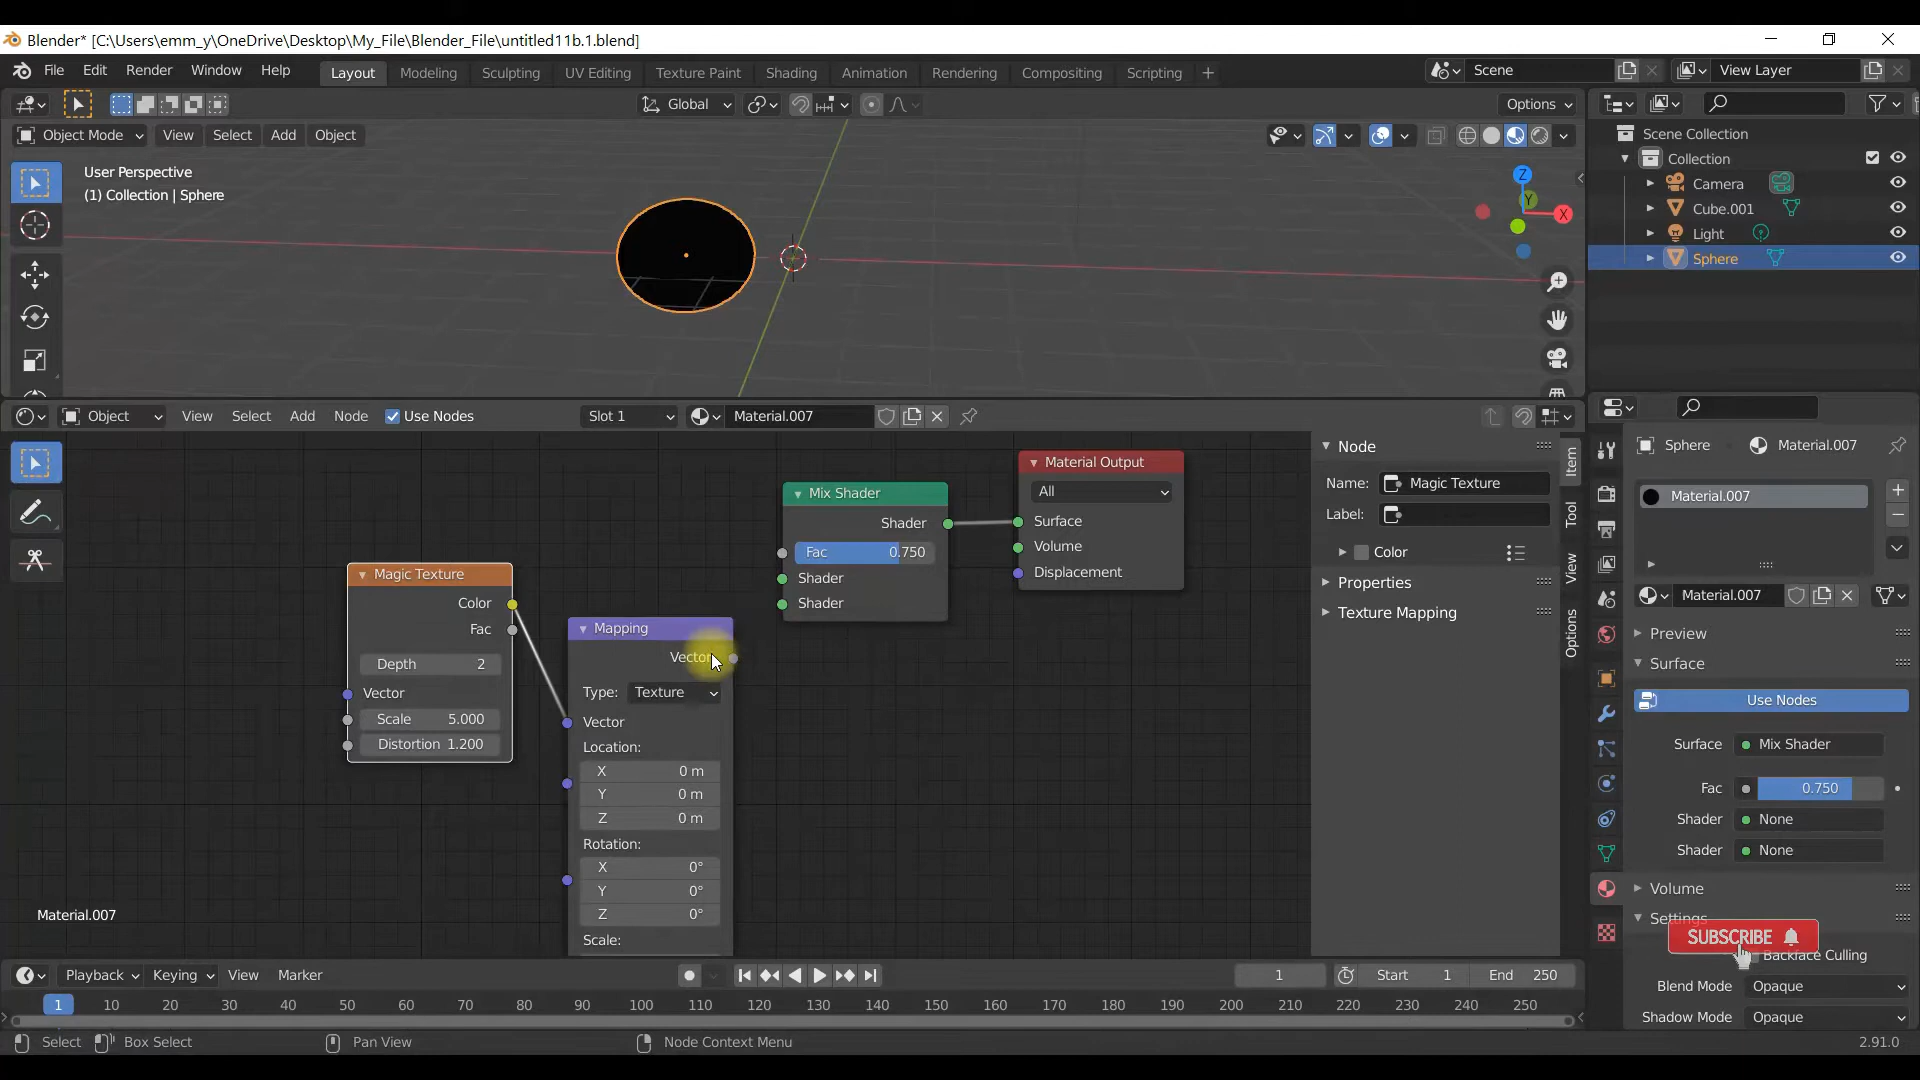 Blender* [C:\Users\emm_y\OneDrive\Desktop\My_File\Blender_File\untitled11b.1.blend]
File Edit Render Window Help Layout Modeling Sculpting UV Editing Texture Paint Shading Animation Rendering Compositing Scripting + Scene View Layer
Global Options
Object Mode View Select Add Object
User Perspective
(1) Collection | Sphere
Z
Y
X
Scene Collection
Collection
Camera
Cube.001
Light
Sphere
Object View Select Add Node Use Nodes Slot 1 Material.007
Magic Texture
Color
Fac
Depth 2
Vector
Scale 5.000
Distortion 1.200
Mapping
Vector
Type: Texture
Vector
Location:
X 0 m
Y 0 m
Z 0 m
Rotation:
X 0°
Y 0°
Z 0°
Scale:
Mix Shader
Shader
Fac 0.750
Shader
Shader
Material Output
All
Surface
Volume
Displacement
Material.007
Node
Name: Magic Texture
Label:
Color
Properties
Texture Mapping
Item
Tool
View
Options
Sphere Material.007
Material.007
Material.007
Preview
Surface
Use Nodes
Surface Mix Shader
Fac 0.750
Shader None
Shader None
Volume
Settings
SUBSCRIBE
Backface Culling
Blend Mode Opaque
Shadow Mode Opaque
Playback Keying View Marker 1 Start 1 End 250
1 10 20 30 40 50 60 70 80 90 100 110 120 130 140 150 160 170 180 190 200 210 220 230 240 250
Select Box Select Pan View Node Context Menu 2.91.0